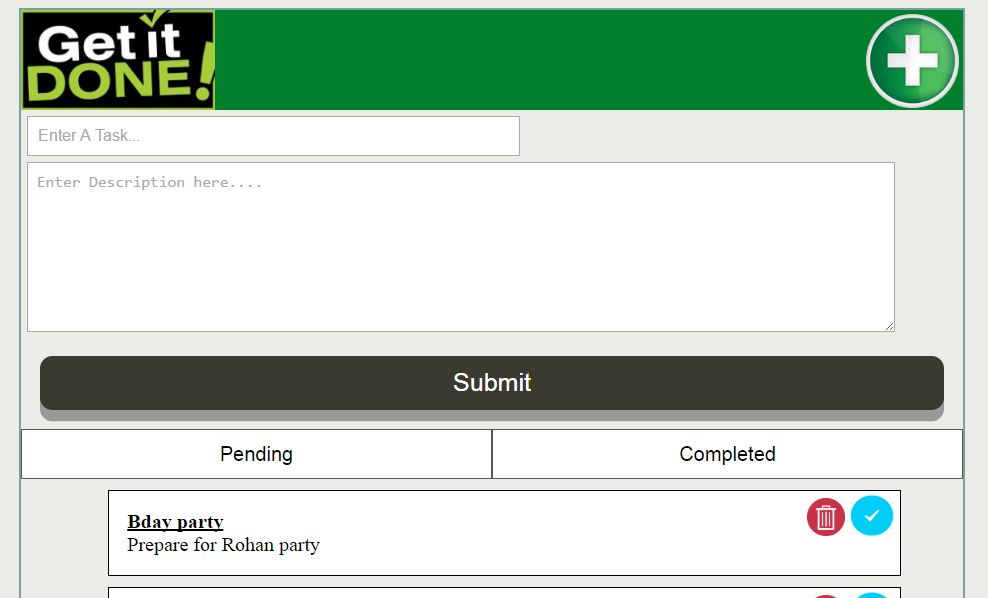 Get it
DONE!
Enter A Task...
Enter Description here....
Submit
Pending
Completed
Bday party
Prepare for Rohan party